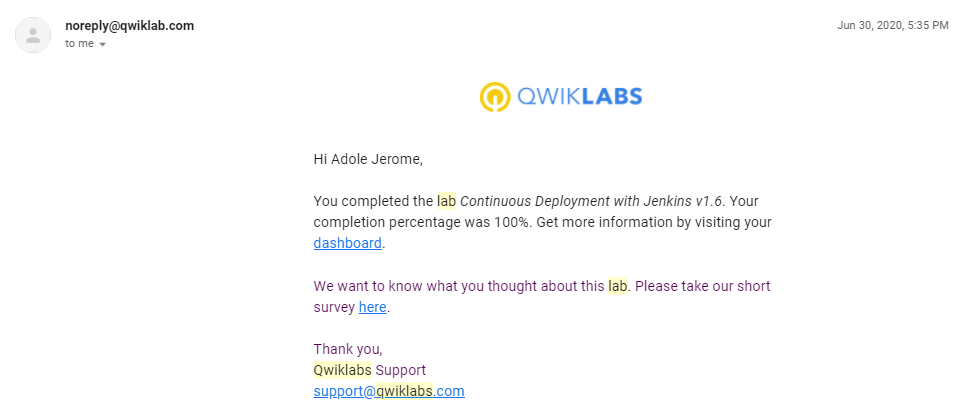 noreply@qwiklab.com
Jun 30, 2020, 5:35 PM
to me
QWIKLABS
Hi Adole Jerome,
You completed the lab Continuous Deployment with Jenkins v1.6. Your
completion percentage was 100%. Get more information by visiting your
dashboard.
We want to know what you thought about this lab. Please take our short
survey here.
Thank you,
Qwiklabs Support
support@qwiklabs.com